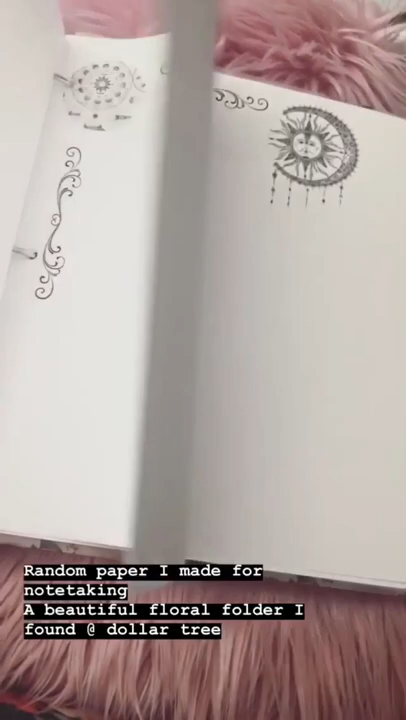 Random paper I made for
notetaking
A beautiful floral folder I
found @ dollar tree